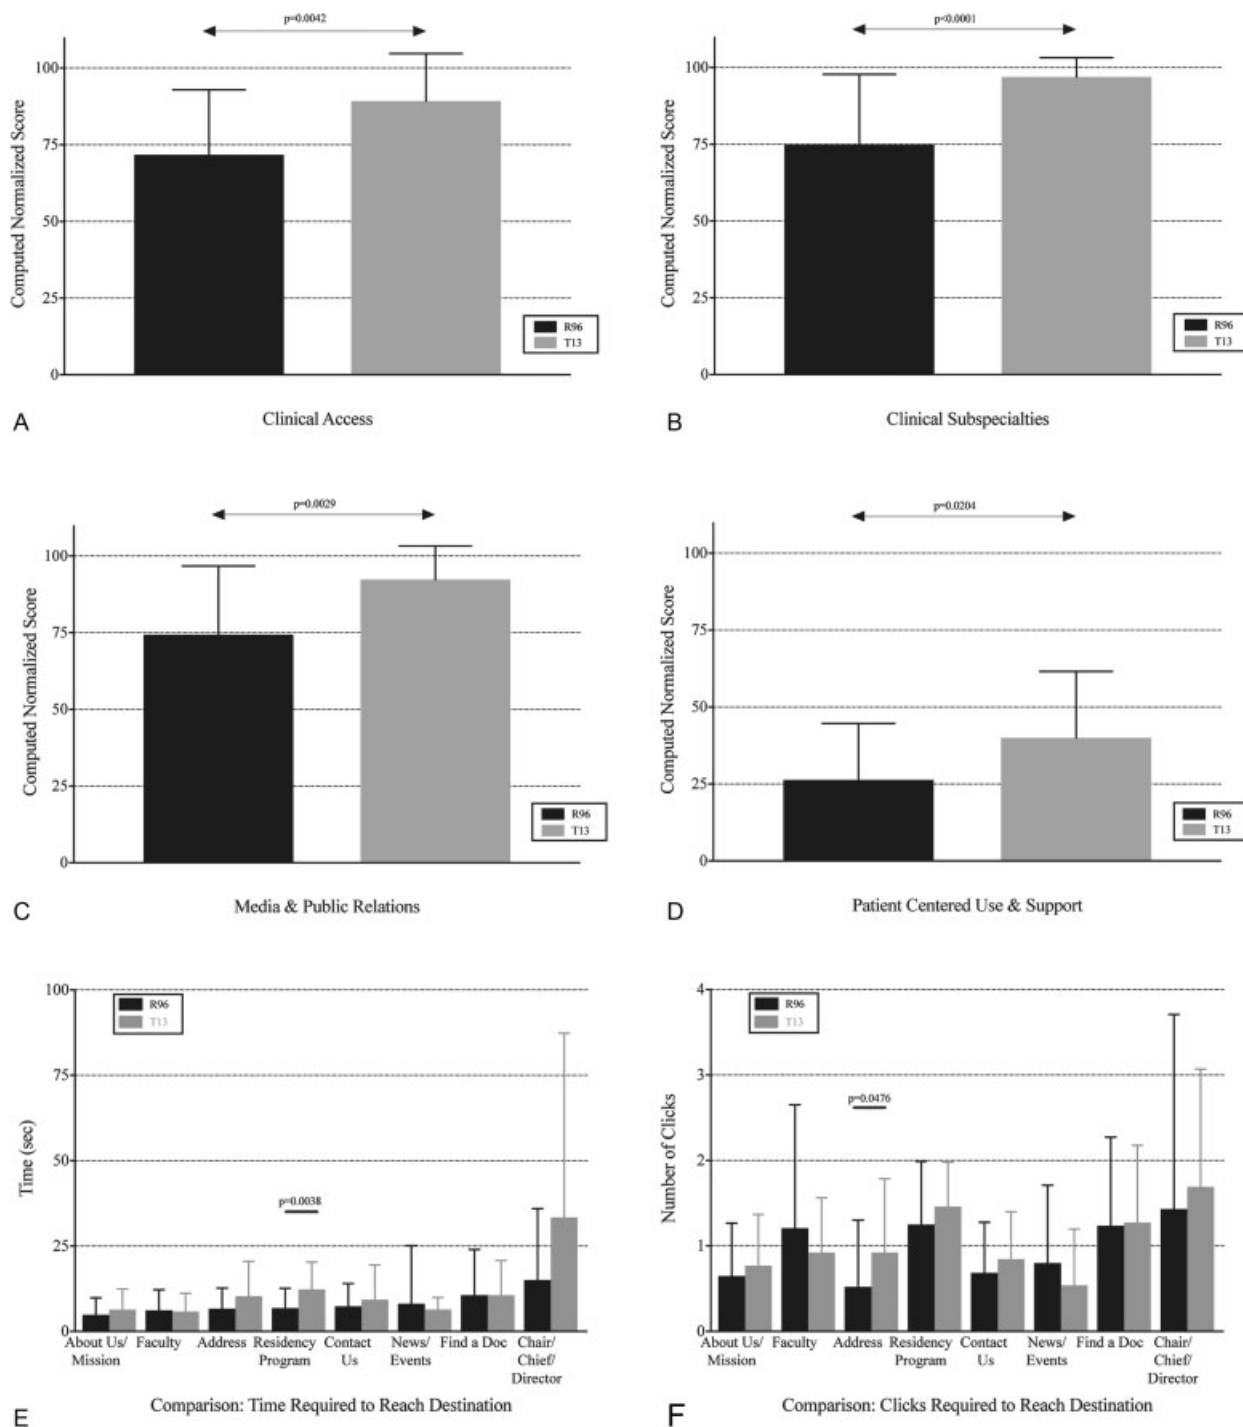 p=0.0042
100
75
50
25
0
Computed Normalized Score
R96
T13
A
Clinical Access
p<0.0001
100
75
50
25
0
Computed Normalized Score
R96
T13
B
Clinical Subspecialties
p=0.0029
100
75
50
25
0
Computed Normalized Score
R96
T13
C
Media & Public Relations
p=0.0204
100
75
50
25
0
Computed Normalized Score
R96
T13
D
Patient Centered Use & Support
100
75
50
25
0
Time (sec)
R96
T13
p=0.0038
About Us/
Mission
Faculty
Address
Residency
Program
Contact
Us
News/
Events
Find a Doc
Chair/
Chief/
Director
E
Comparison: Time Required to Reach Destination
4
3
2
1
0
Number of Clicks
R96
T13
p=0.0476
About Us/
Mission
Faculty
Address
Residency
Program
Contact
Us
News/
Events
Find a Doc
Chair/
Chief/
Director
F
Comparison: Clicks Required to Reach Destination